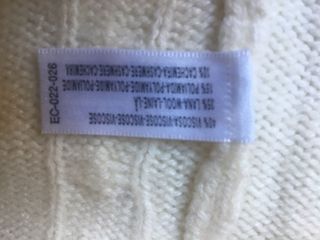 40% VISCOSA-VISCOSE-VISCOSE-VISCOSE
35% LANA-WOOL-LAINE-LÃ
15% POLIAMIDA-POLYAMIDE-POLYAMIDE-POLIAMIDE
10% CACHEMIRA-CASHMERE-CASHMERE-CACHEMIRA
EC-022-026